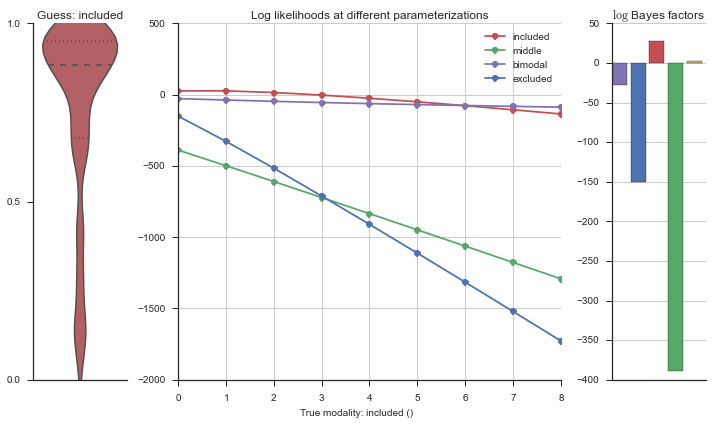 Guess: included
1.0
0.5
0.0
Log likelihoods at different parameterizations
500
0
−500
−1000
−1500
−2000
included
middle
bimodal
excluded
0 1 2 3 4 5 6 7 8
True modality: included ()
log Bayes factors
50
0
−50
−100
−150
−200
−250
−300
−350
−400